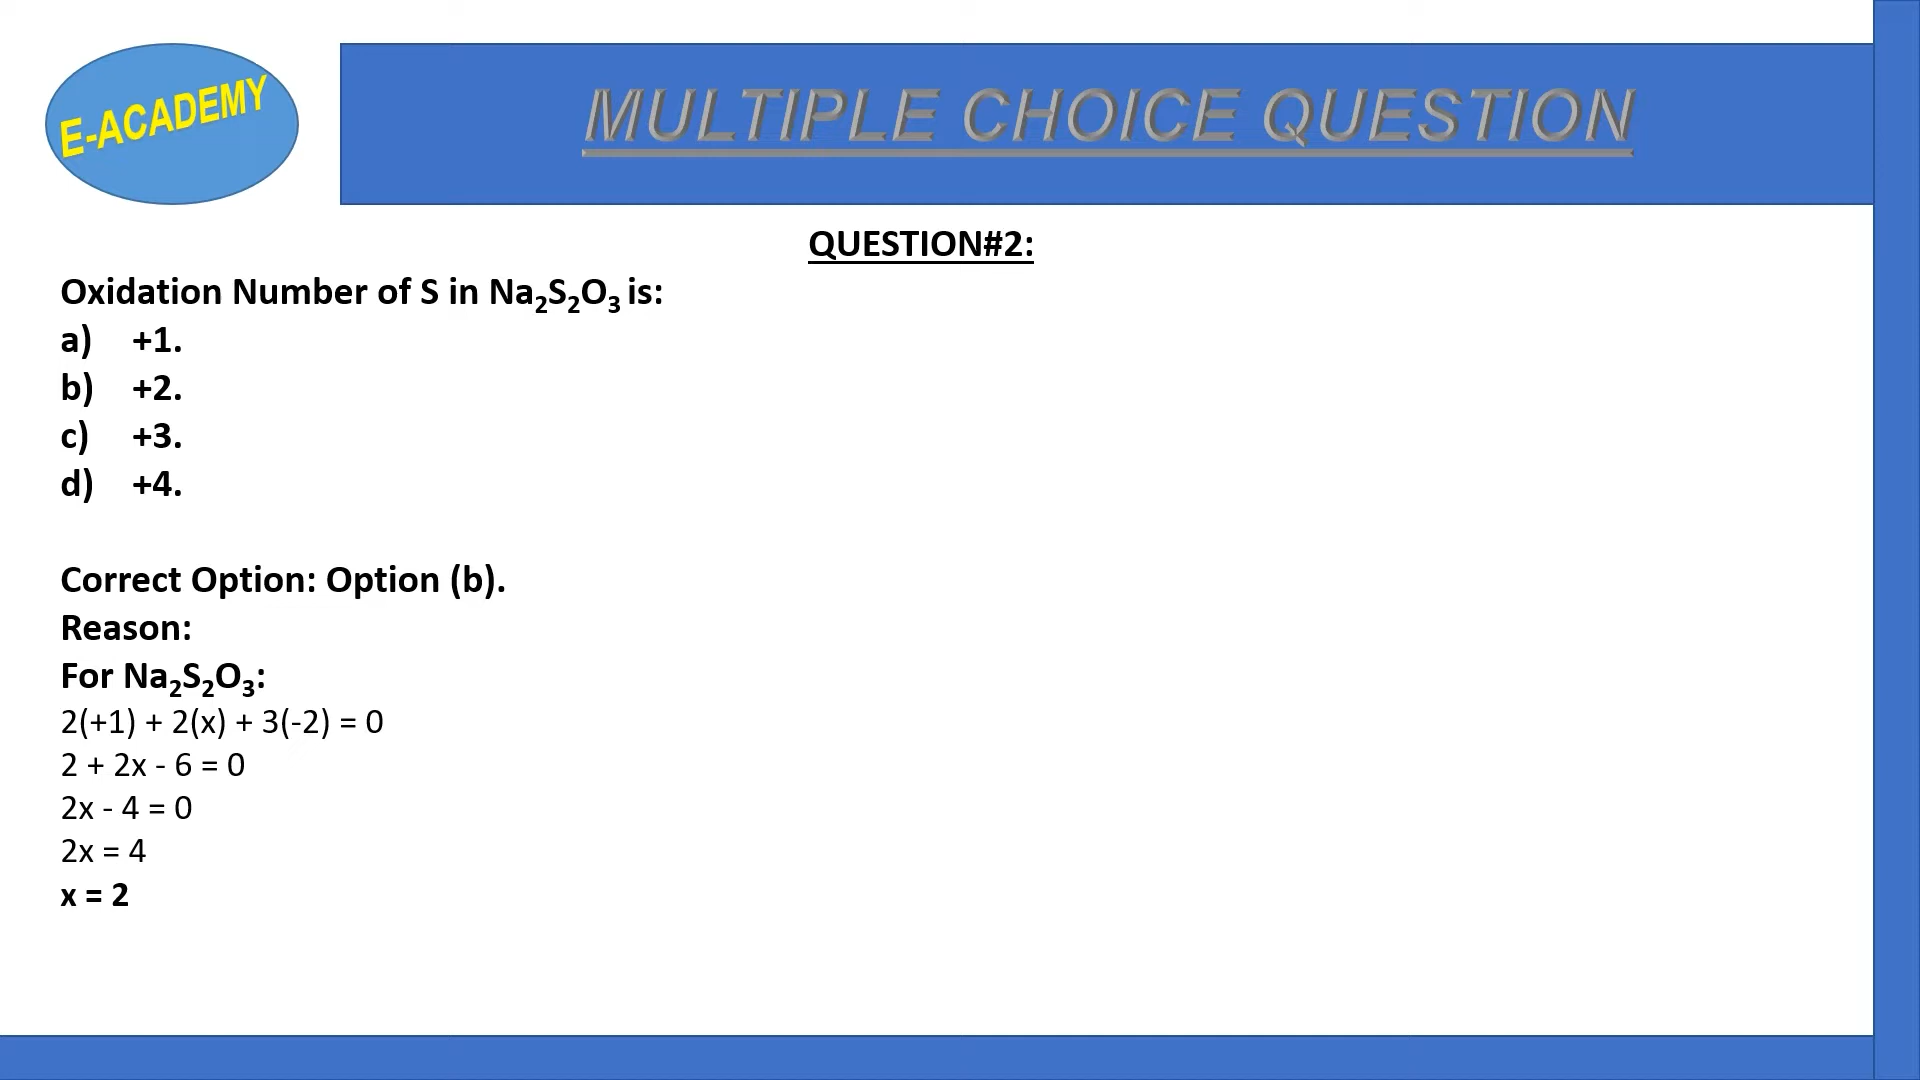 E-ACADEMY
MULTIPLE CHOICE QUESTION
QUESTION#2:
Oxidation Number of S in Na₂S₂O₃ is:
a) +1.
b) +2.
c) +3.
d) +4.
Correct Option: Option (b).
Reason:
For Na₂S₂O₃:
2(+1) + 2(x) + 3(-2) = 0
2 + 2x - 6 = 0
2x - 4 = 0
2x = 4
x = 2